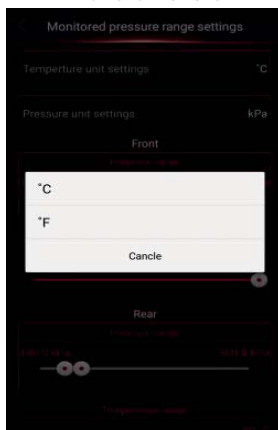 Monitored pressure range settings
Temperture unit settings
°C
Pressure unit settings
kPa
Front
°C
°F
Cancle
Rear